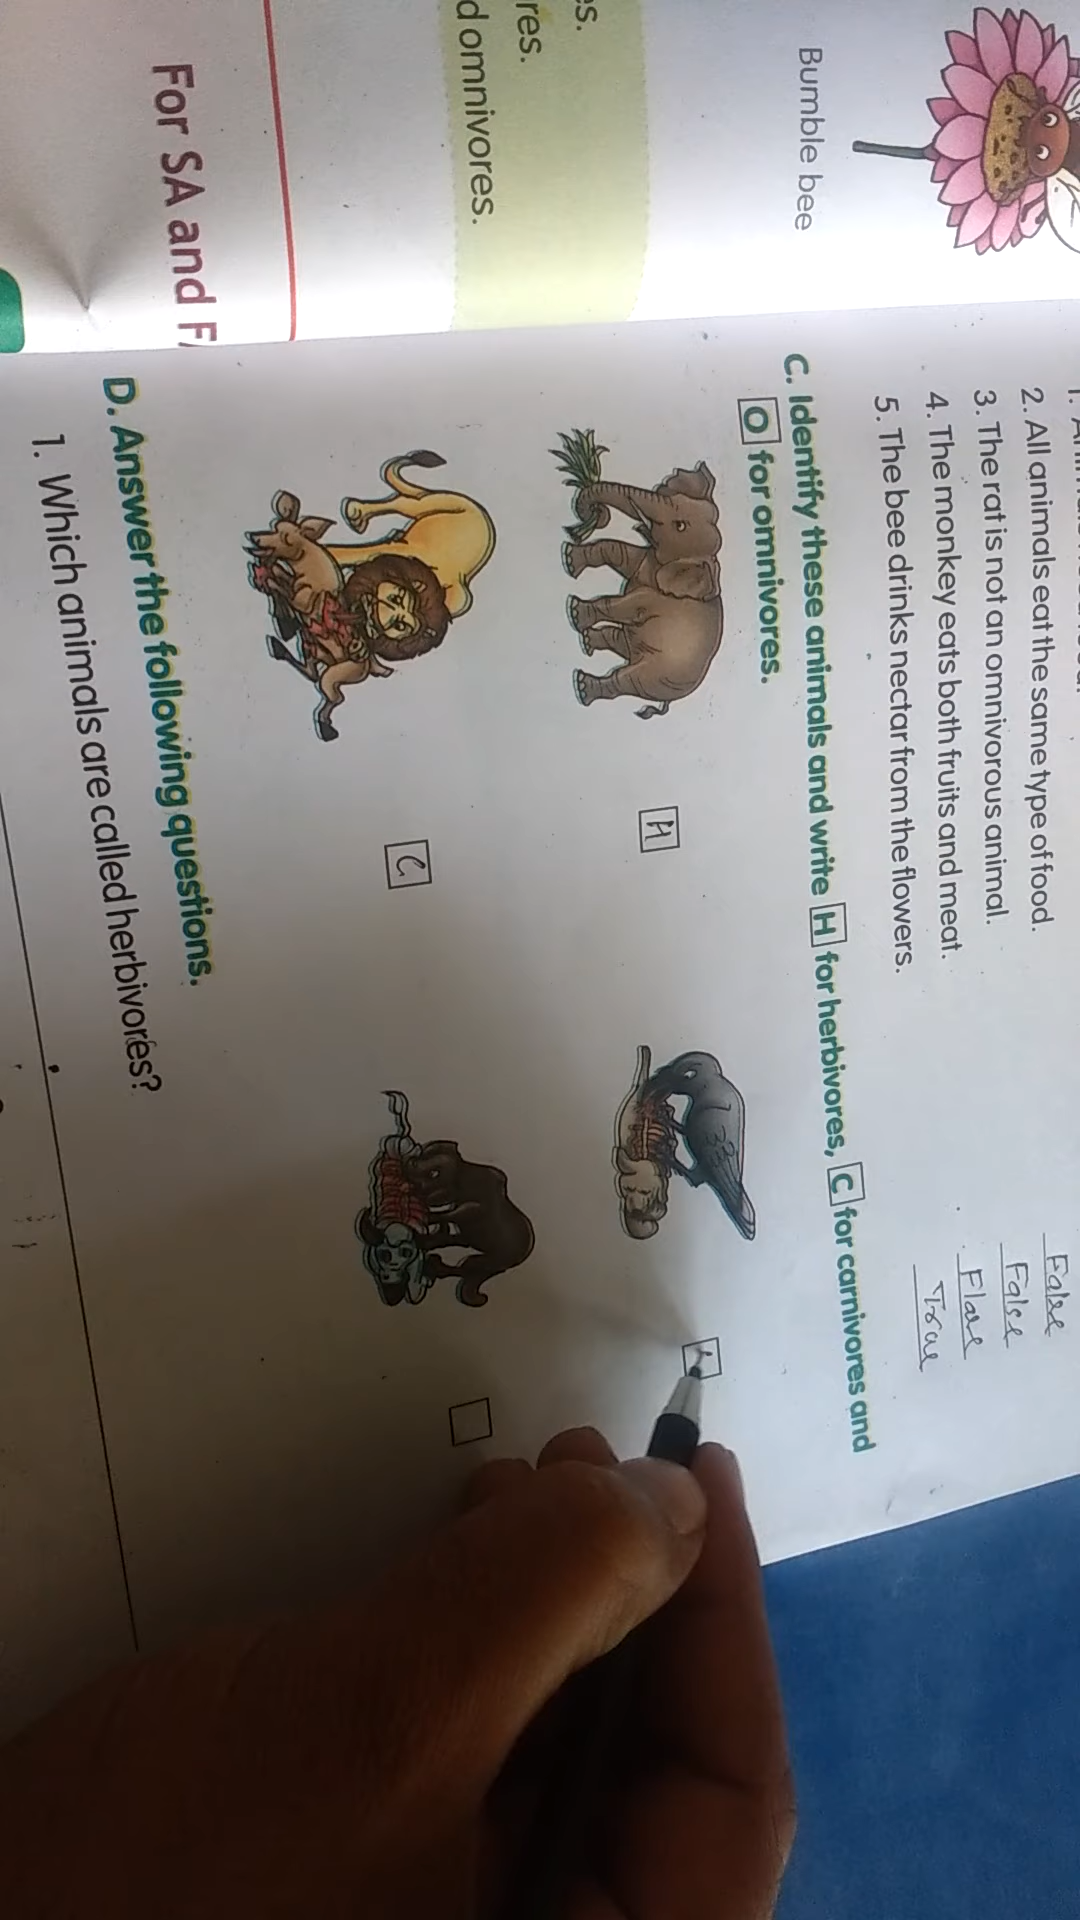 Bumble bee
es.
res.
d omnivores.
For SA and F
2. All animals eat the same type of food. False
3. The rat is not an omnivorous animal. False
4. The monkey eats both fruits and meat. Flase
5. The bee drinks nectar from the flowers. True
C. Identify these animals and write H for herbivores, C for carnivores and
O for omnivores.
H
C
D. Answer the following questions.
1. Which animals are called herbivores?